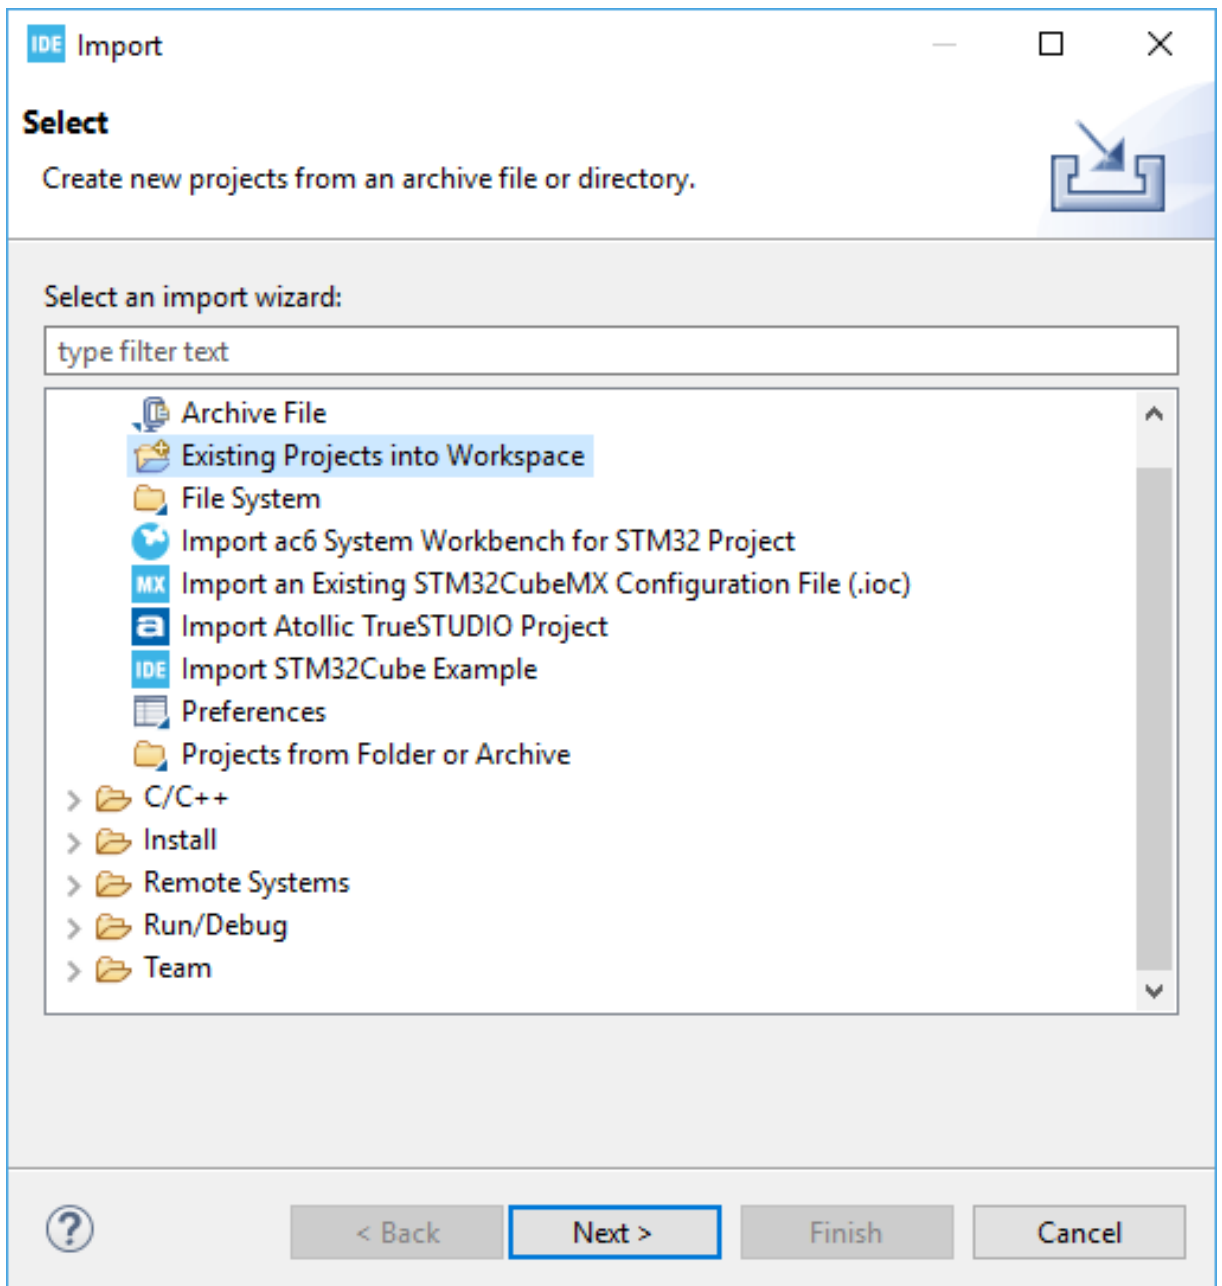 IDE Import
Select
Create new projects from an archive file or directory.
Select an import wizard:
type filter text
Archive File
Existing Projects into Workspace
File System
Import ac6 System Workbench for STM32 Project
MX Import an Existing STM32CubeMX Configuration File (.ioc)
a Import Atollic TrueSTUDIO Project
IDE Import STM32Cube Example
Preferences
Projects from Folder or Archive
C/C++
Install
Remote Systems
Run/Debug
Team
? < Back Next > Finish Cancel